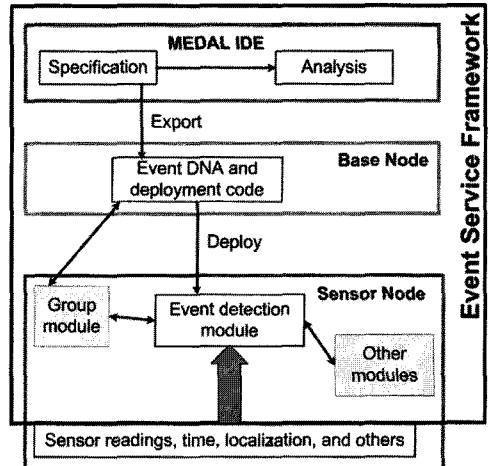 MEDAL IDE
Specification
Analysis
Export
Base Node
Event DNA and
deployment code
Deploy
Sensor Node
Group
module
Event detection
module
Other
modules
Sensor readings, time, localization, and others
Event Service Framework